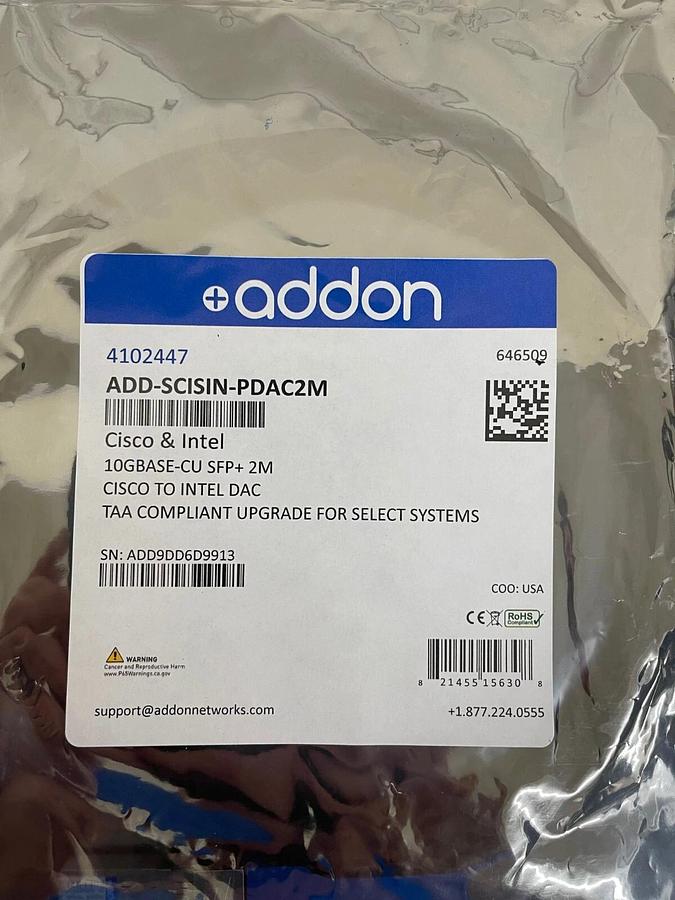 addon
4102447 646509
ADD-SCISIN-PDAC2M
Cisco & Intel
10GBASE-CU SFP+ 2M
CISCO TO INTEL DAC
TAA COMPLIANT UPGRADE FOR SELECT SYSTEMS
SN: ADD9DD6D9913
COO: USA
CE RoHS
Compliant
WARNING
Cancer and Reproductive Harm
www.P65Warnings.ca.gov
8 21455 15630 8
support@addonnetworks.com +1.877.224.0555